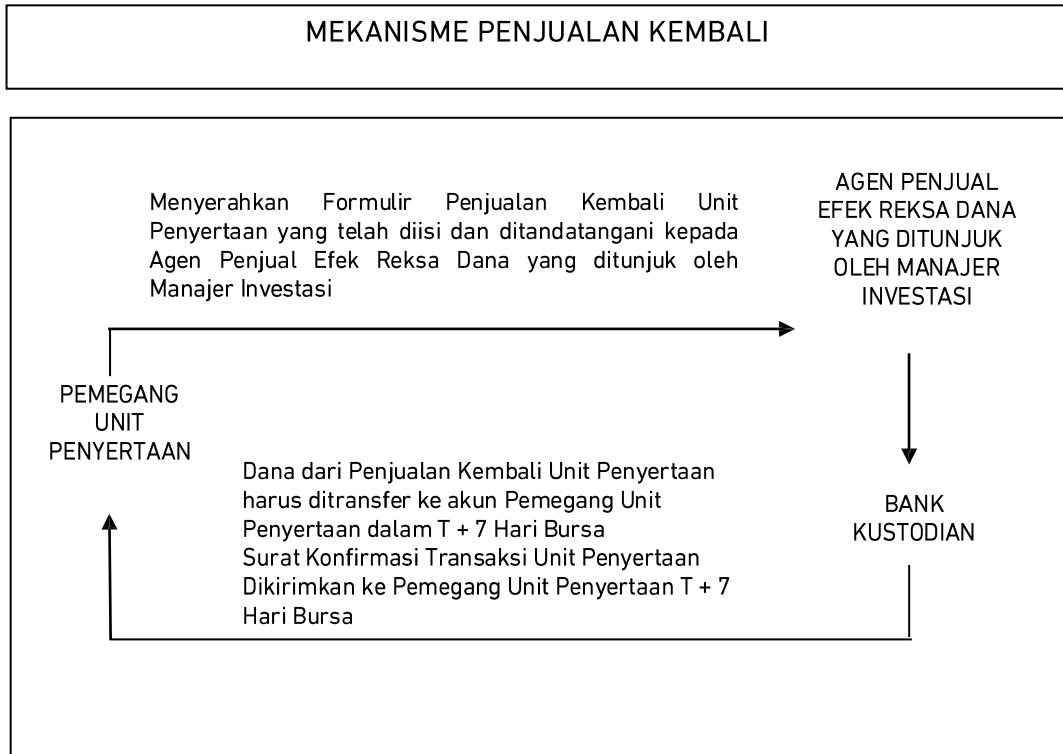 MEKANISME PENJUALAN KEMBALI
Menyerahkan Formulir Penjualan Kembali Unit
Penyertaan yang telah diisi dan ditandatangani kepada
Agen Penjual Efek Reksa Dana yang ditunjuk oleh
Manajer Investasi
AGEN PENJUAL
EFEK REKSA DANA
YANG DITUNJUK
OLEH MANAJER
INVESTASI
PEMEGANG
UNIT
PENYERTAAN
Dana dari Penjualan Kembali Unit Penyertaan
harus ditransfer ke akun Pemegang Unit
Penyertaan dalam T + 7 Hari Bursa
Surat Konfirmasi Transaksi Unit Penyertaan
Dikirimkan ke Pemegang Unit Penyertaan T + 7
Hari Bursa
BANK
KUSTODIAN